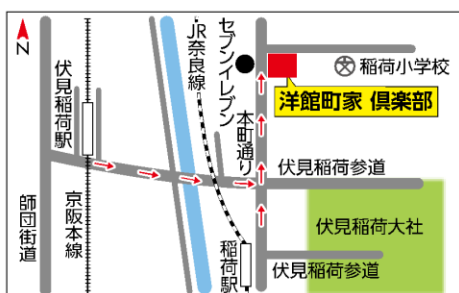 N
伏見稲荷駅
JR奈良線
セブンイレブン
本町通り
稲荷小学校
洋館町家 倶楽部
伏見稲荷参道
師団街道
京阪本線
稲荷駅
伏見稲荷大社
伏見稲荷参道